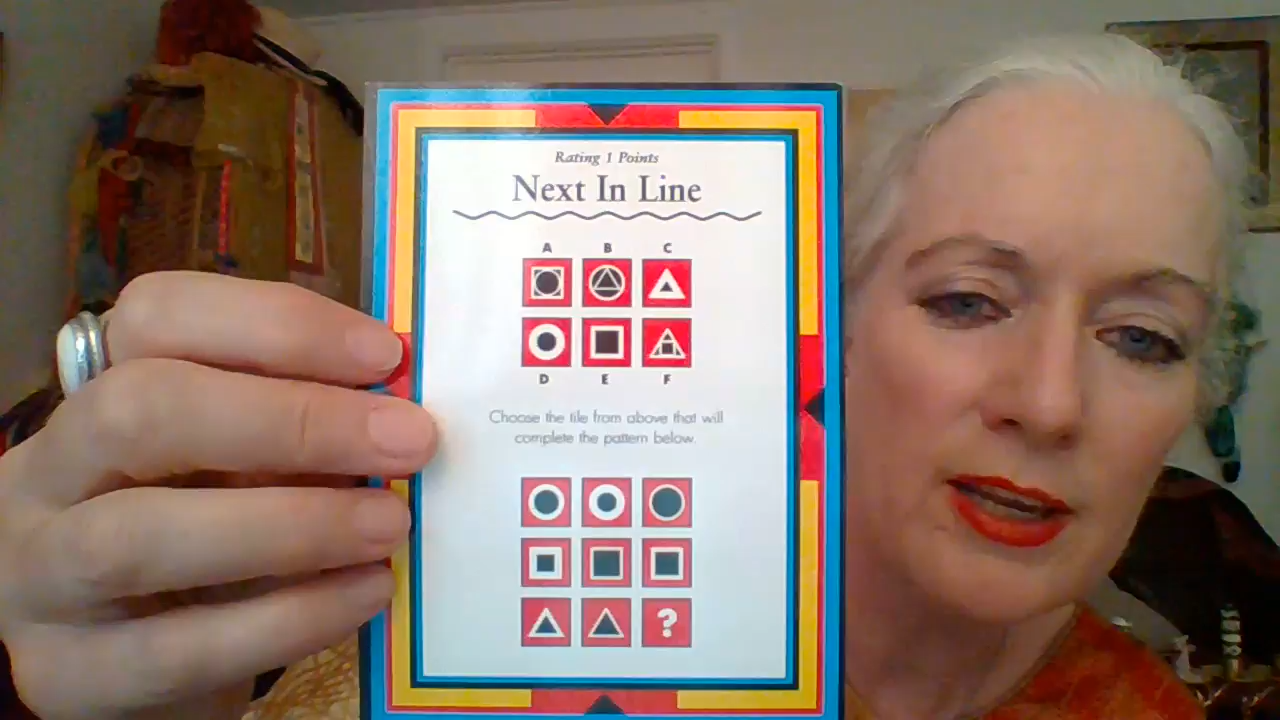 Rating 1 Points
Next In Line
A B C
D E F
Choose the tile from above that will
complete the pattern below.
?